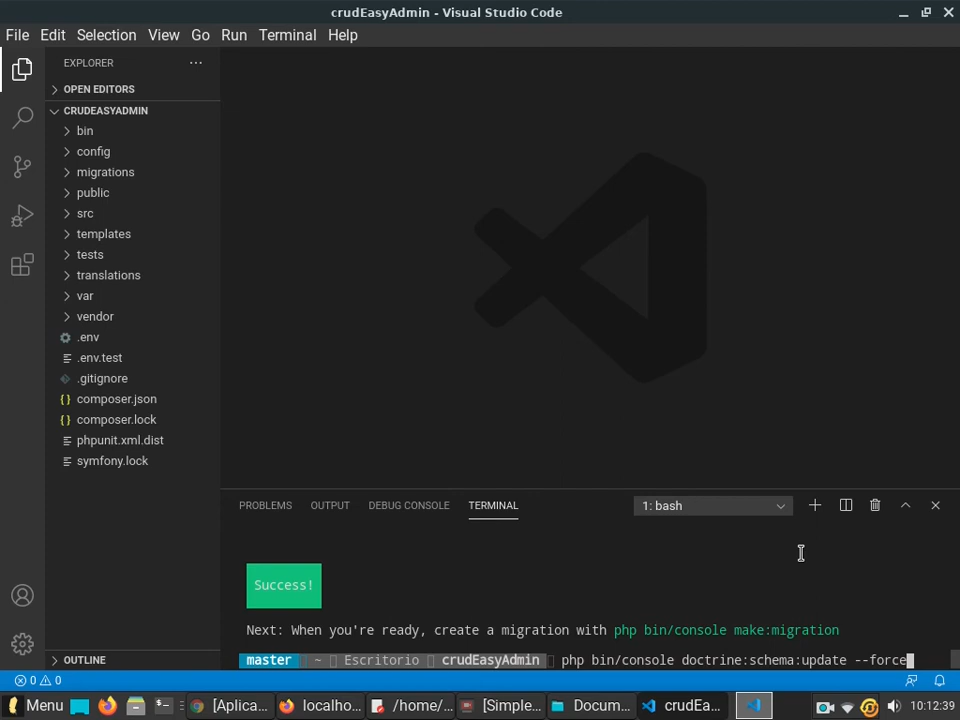 crudEasyAdmin - Visual Studio Code
File Edit Selection View Go Run Terminal Help
EXPLORER ...
OPEN EDITORS
CRUDEASYADMIN
bin
config
migrations
public
src
templates
tests
translations
var
vendor
.env
.env.test
.gitignore
{} composer.json
{} composer.lock
phpunit.xml.dist
symfony.lock
OUTLINE
PROBLEMS OUTPUT DEBUG CONSOLE TERMINAL 1: bash
Success!
Next: When you're ready, create a migration with php bin/console make:migration
master ~ Escritorio crudEasyAdmin php bin/console doctrine:schema:update --force
0 0
Menu [Aplica... localho... /home/... [Simple... Docum... crudEa... 10:12:39